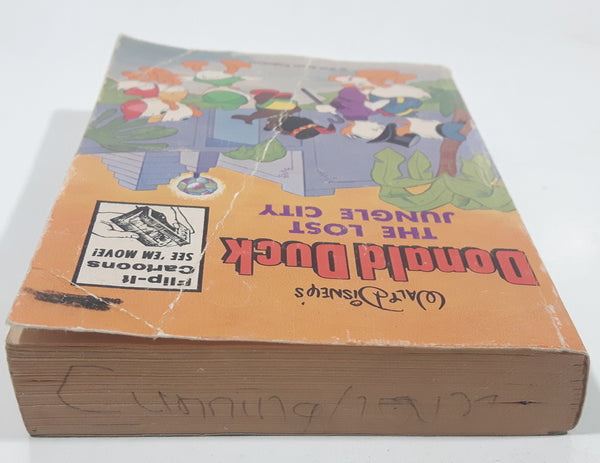 WALT DISNEY'S
Donald Duck
THE LOST
JUNGLE CITY
Flip-It
Cartoons
SEE 'EM MOVE!